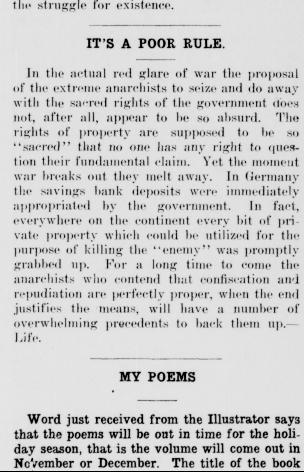 the struggle for existence.
IT'S A POOR RULE.
In the actual red glare of war the proposal
of the extreme anarchists to seize and do away
with the sacred rights of the government does
not, after all, appear to be so absurd. The
rights of property are supposed to be so
"sacred" that no one has any right to ques-
tion their fundamental claim. Yet the moment
war breaks out they melt away. In Germany
the savings bank deposits were immediately
appropriated by the government. In fact,
everywhere on the continent every bit of pri-
vate property which could be utilized for the
purpose of killing the "enemy" was promptly
grabbed up. For a long time to come the
anarchists who contend that confiscation and
repudiation are perfectly proper, when the end
justifies the means, will have a number of
overwhelming precedents to back them up.—
Life.
MY POEMS
Word just received from the Illustrator says
that the poems will be out in time for the holi-
day season, that is the volume will come out in
November or December. The title of the book